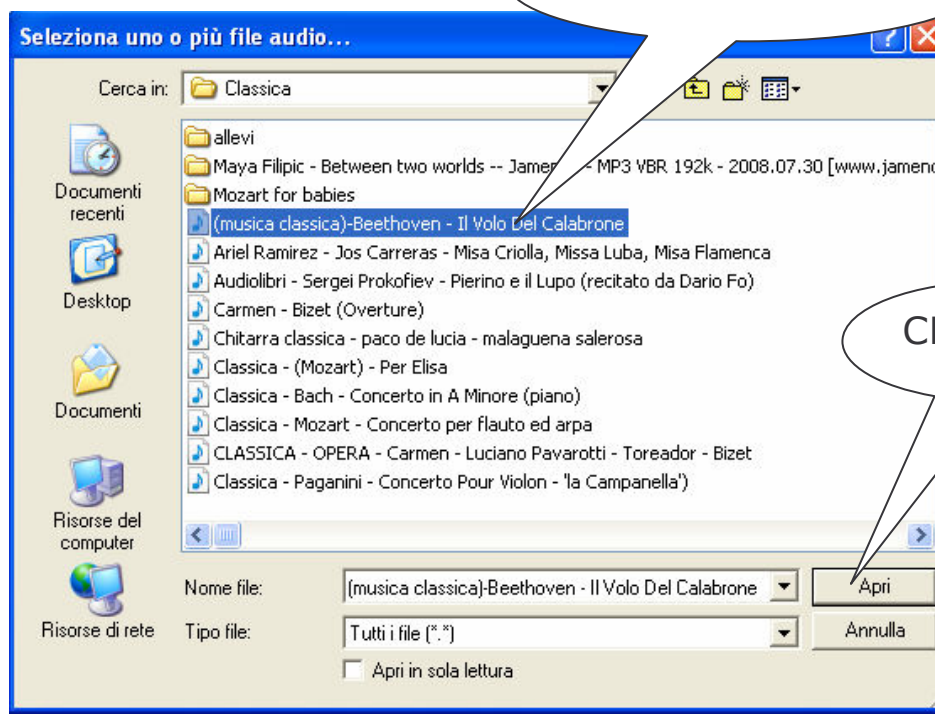 Seleziona uno o più file audio...
Cerca in:
Classica
allevi
Maya Filipic - Between two worlds -- Jamen - MP3 VBR 192k - 2008.07.30 [www.jamend
Mozart for babies
(musica classica)-Beethoven - Il Volo Del Calabrone
Ariel Ramirez - Jos Carreras - Misa Criolla, Missa Luba, Misa Flamenca
Audiolibri - Sergei Prokofiev - Pierino e il Lupo (recitato da Dario Fo)
Carmen - Bizet (Overture)
Chitarra classica - paco de lucia - malaguena salerosa
Classica - (Mozart) - Per Elisa
Classica - Bach - Concerto in A Minore (piano)
Classica - Mozart - Concerto per flauto ed arpa
CLASSICA - OPERA - Carmen - Luciano Pavarotti - Toreador - Bizet
Classica - Paganini - Concerto Pour Violon - 'la Campanella')
Documenti
recenti
Desktop
Documenti
Risorse del
computer
Risorse di rete
Nome file:
(musica classica)-Beethoven - Il Volo Del Calabrone
Apri
Tipo file:
Tutti i file (*.*)
Annulla
Apri in sola lettura